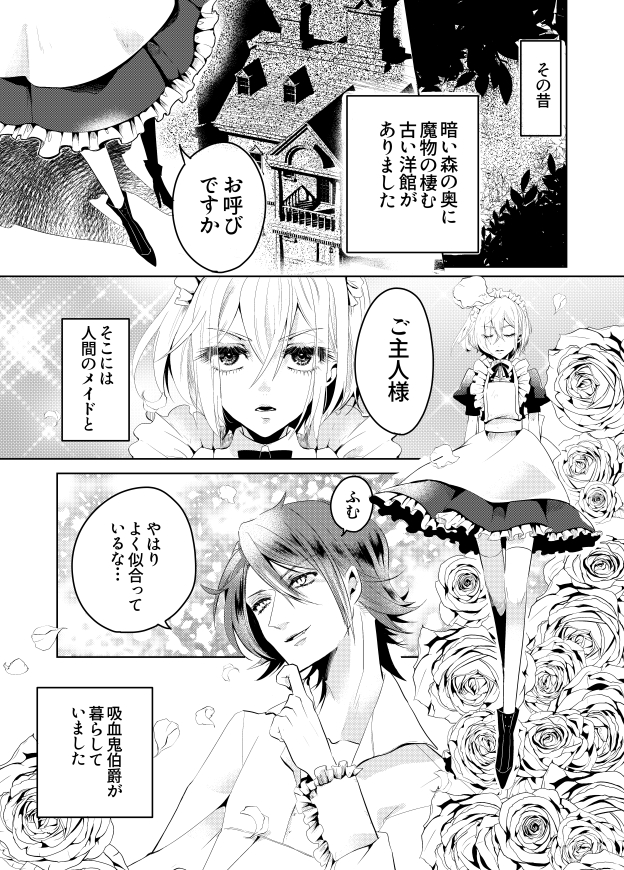 その昔
暗い森の奥に
魔物の棲む
古い洋館が
ありました
お呼び
ですか
ご主人様
そこには
人間のメイドと
ふむ
やはり
よく似合って
いるな…
吸血鬼伯爵が
暮らして
いました